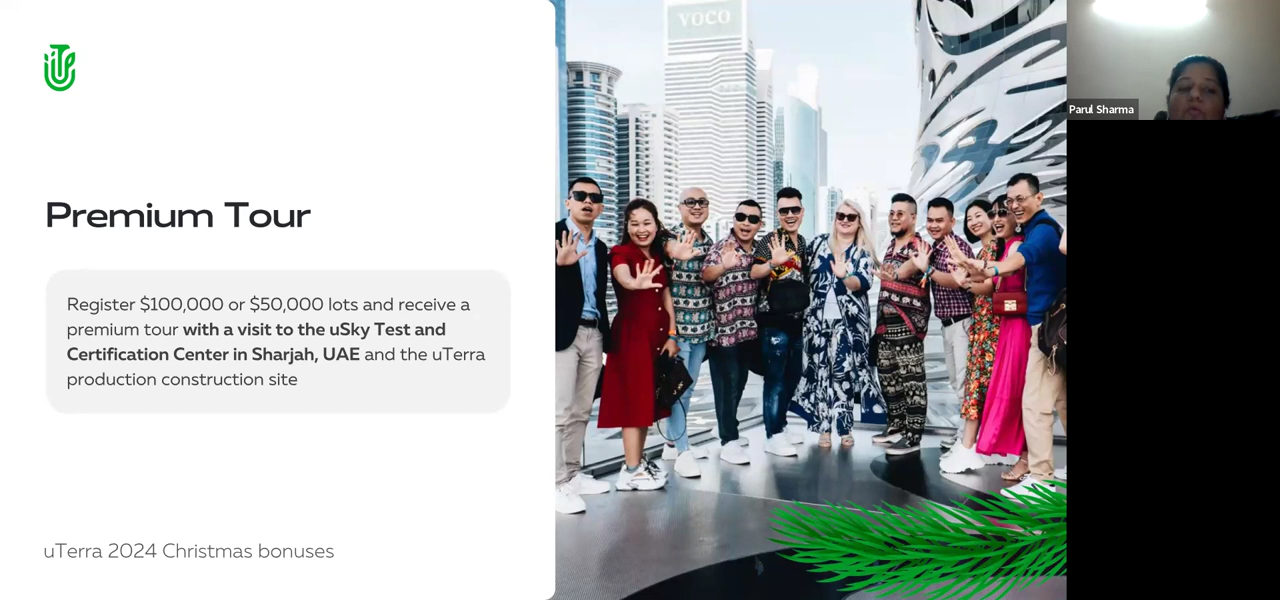 Premium Tour
Register $100,000 or $50,000 lots and receive a
premium tour with a visit to the uSky Test and
Certification Center in Sharjah, UAE and the uTerra
production construction site
uTerra 2024 Christmas bonuses
voco
Parul Sharma